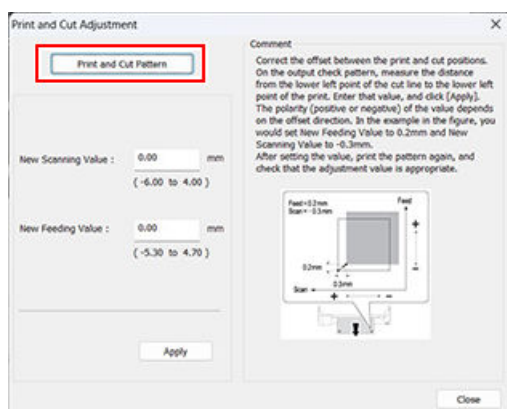 Print and Cut Adjustment
Print and Cut Pattern
New Scanning Value :
0.00
mm
( -6.00 to 4.00 )
New Feeding Value :
0.00
mm
( -5.30 to 4.70 )
Apply
Comment
Correct the offset between the print and cut positions.
On the output check pattern, measure the distance
from the lower left point of the cut line to the lower left
point of the print. Enter that value, and click [Apply].
The polarity (positive or negative) of the value depends
on the offset direction. In the example in the figure, you
would set New Feeding Value to 0.2mm and New
Scanning Value to -0.3mm.
After setting the value, print the pattern again, and
check that the adjustment value is appropriate.
Feed=0.2mm
Scan= -0.3mm
Feed
+
-
0.2mm
0.3mm
Scan
+
-
Close